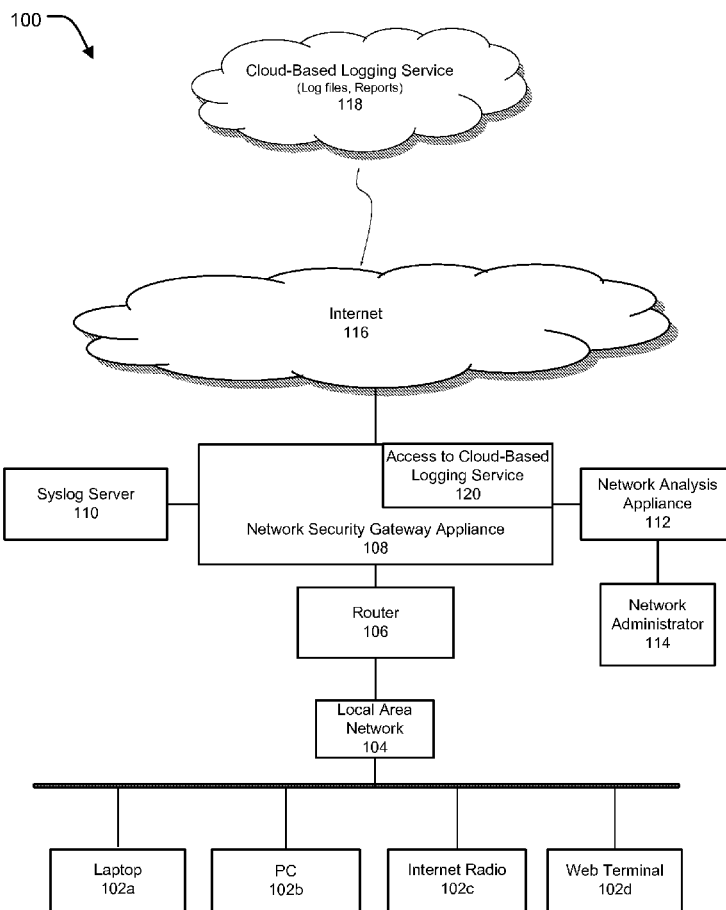 100
Cloud-Based Logging Service
(Log files, Reports)
118
Internet
116
Access to Cloud-Based
Logging Service
120
Syslog Server
110
Network Security Gateway Appliance
108
Network Analysis
Appliance
112
Router
106
Network
Administrator
114
Local Area
Network
104
Laptop
102a
PC
102b
Internet Radio
102c
Web Terminal
102d